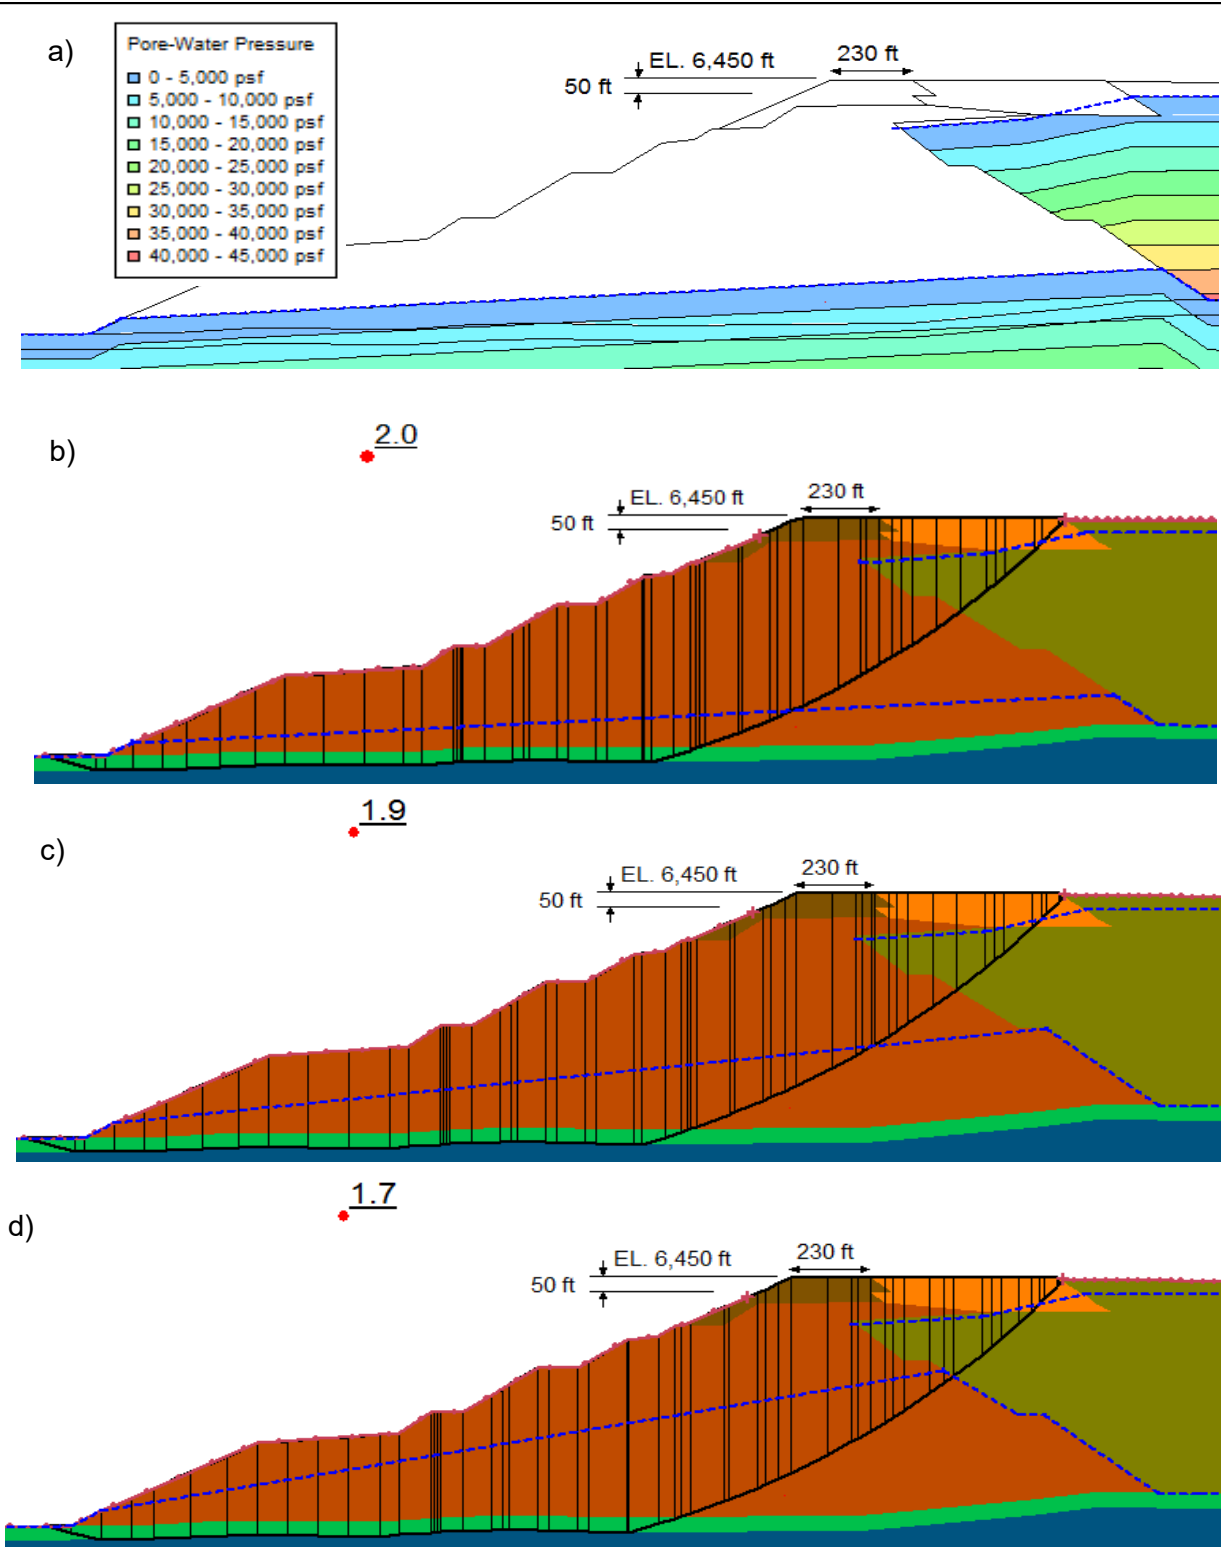 a)
Pore-Water Pressure
0 - 5,000 psf
5,000 - 10,000 psf
10,000 - 15,000 psf
15,000 - 20,000 psf
20,000 - 25,000 psf
25,000 - 30,000 psf
30,000 - 35,000 psf
35,000 - 40,000 psf
40,000 - 45,000 psf
EL. 6,450 ft
230 ft
50 ft
b)
2.0
EL. 6,450 ft
230 ft
50 ft
1.9
c)
EL. 6,450 ft
230 ft
50 ft
1.7
d)
EL. 6,450 ft
230 ft
50 ft